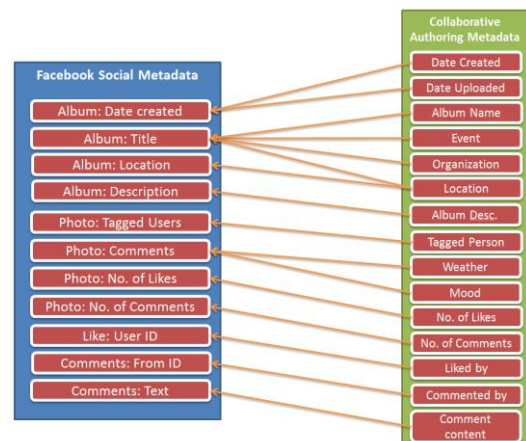 Facebook Social Metadata
Album: Date created
Album: Title
Album: Location
Album: Description
Photo: Tagged Users
Photo: Comments
Photo: No. of Likes
Photo: No. of Comments
Like: User ID
Comments: From ID
Comments: Text
Collaborative
Authoring Metadata
Date Created
Date Uploaded
Album Name
Event
Organization
Location
Album Desc.
Tagged Person
Weather
Mood
No. of Likes
No. of Comments
Liked by
Commented by
Comment
content